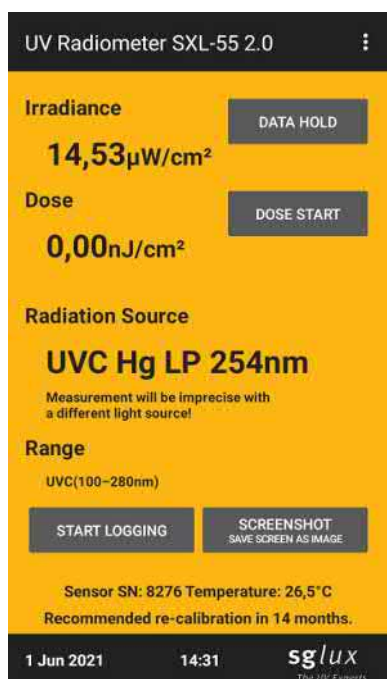 UV Radiometer SXL-55 2.0
Irradiance
DATA HOLD
14,53µW/cm²
Dose
DOSE START
0,00nJ/cm²
Radiation Source
UVC Hg LP 254nm
Measurement will be imprecise with
a different light source!
Range
UVC(100–280nm)
START LOGGING
SCREENSHOT
SAVE SCREEN AS IMAGE
Sensor SN: 8276 Temperature: 26,5°C
Recommended re-calibration in 14 months.
1 Jun 2021 14:31 sglux
The UV Experts